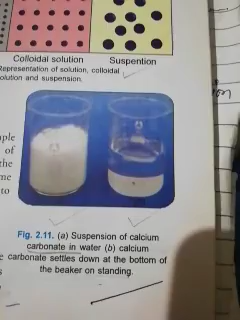 Colloidal solution Suspention
Representation of solution, colloidal
solution and suspension.
of
the
to
Fig. 2.11. (a) Suspension of calcium
carbonate in water (b) calcium
carbonate settles down at the bottom of
the beaker on standing.